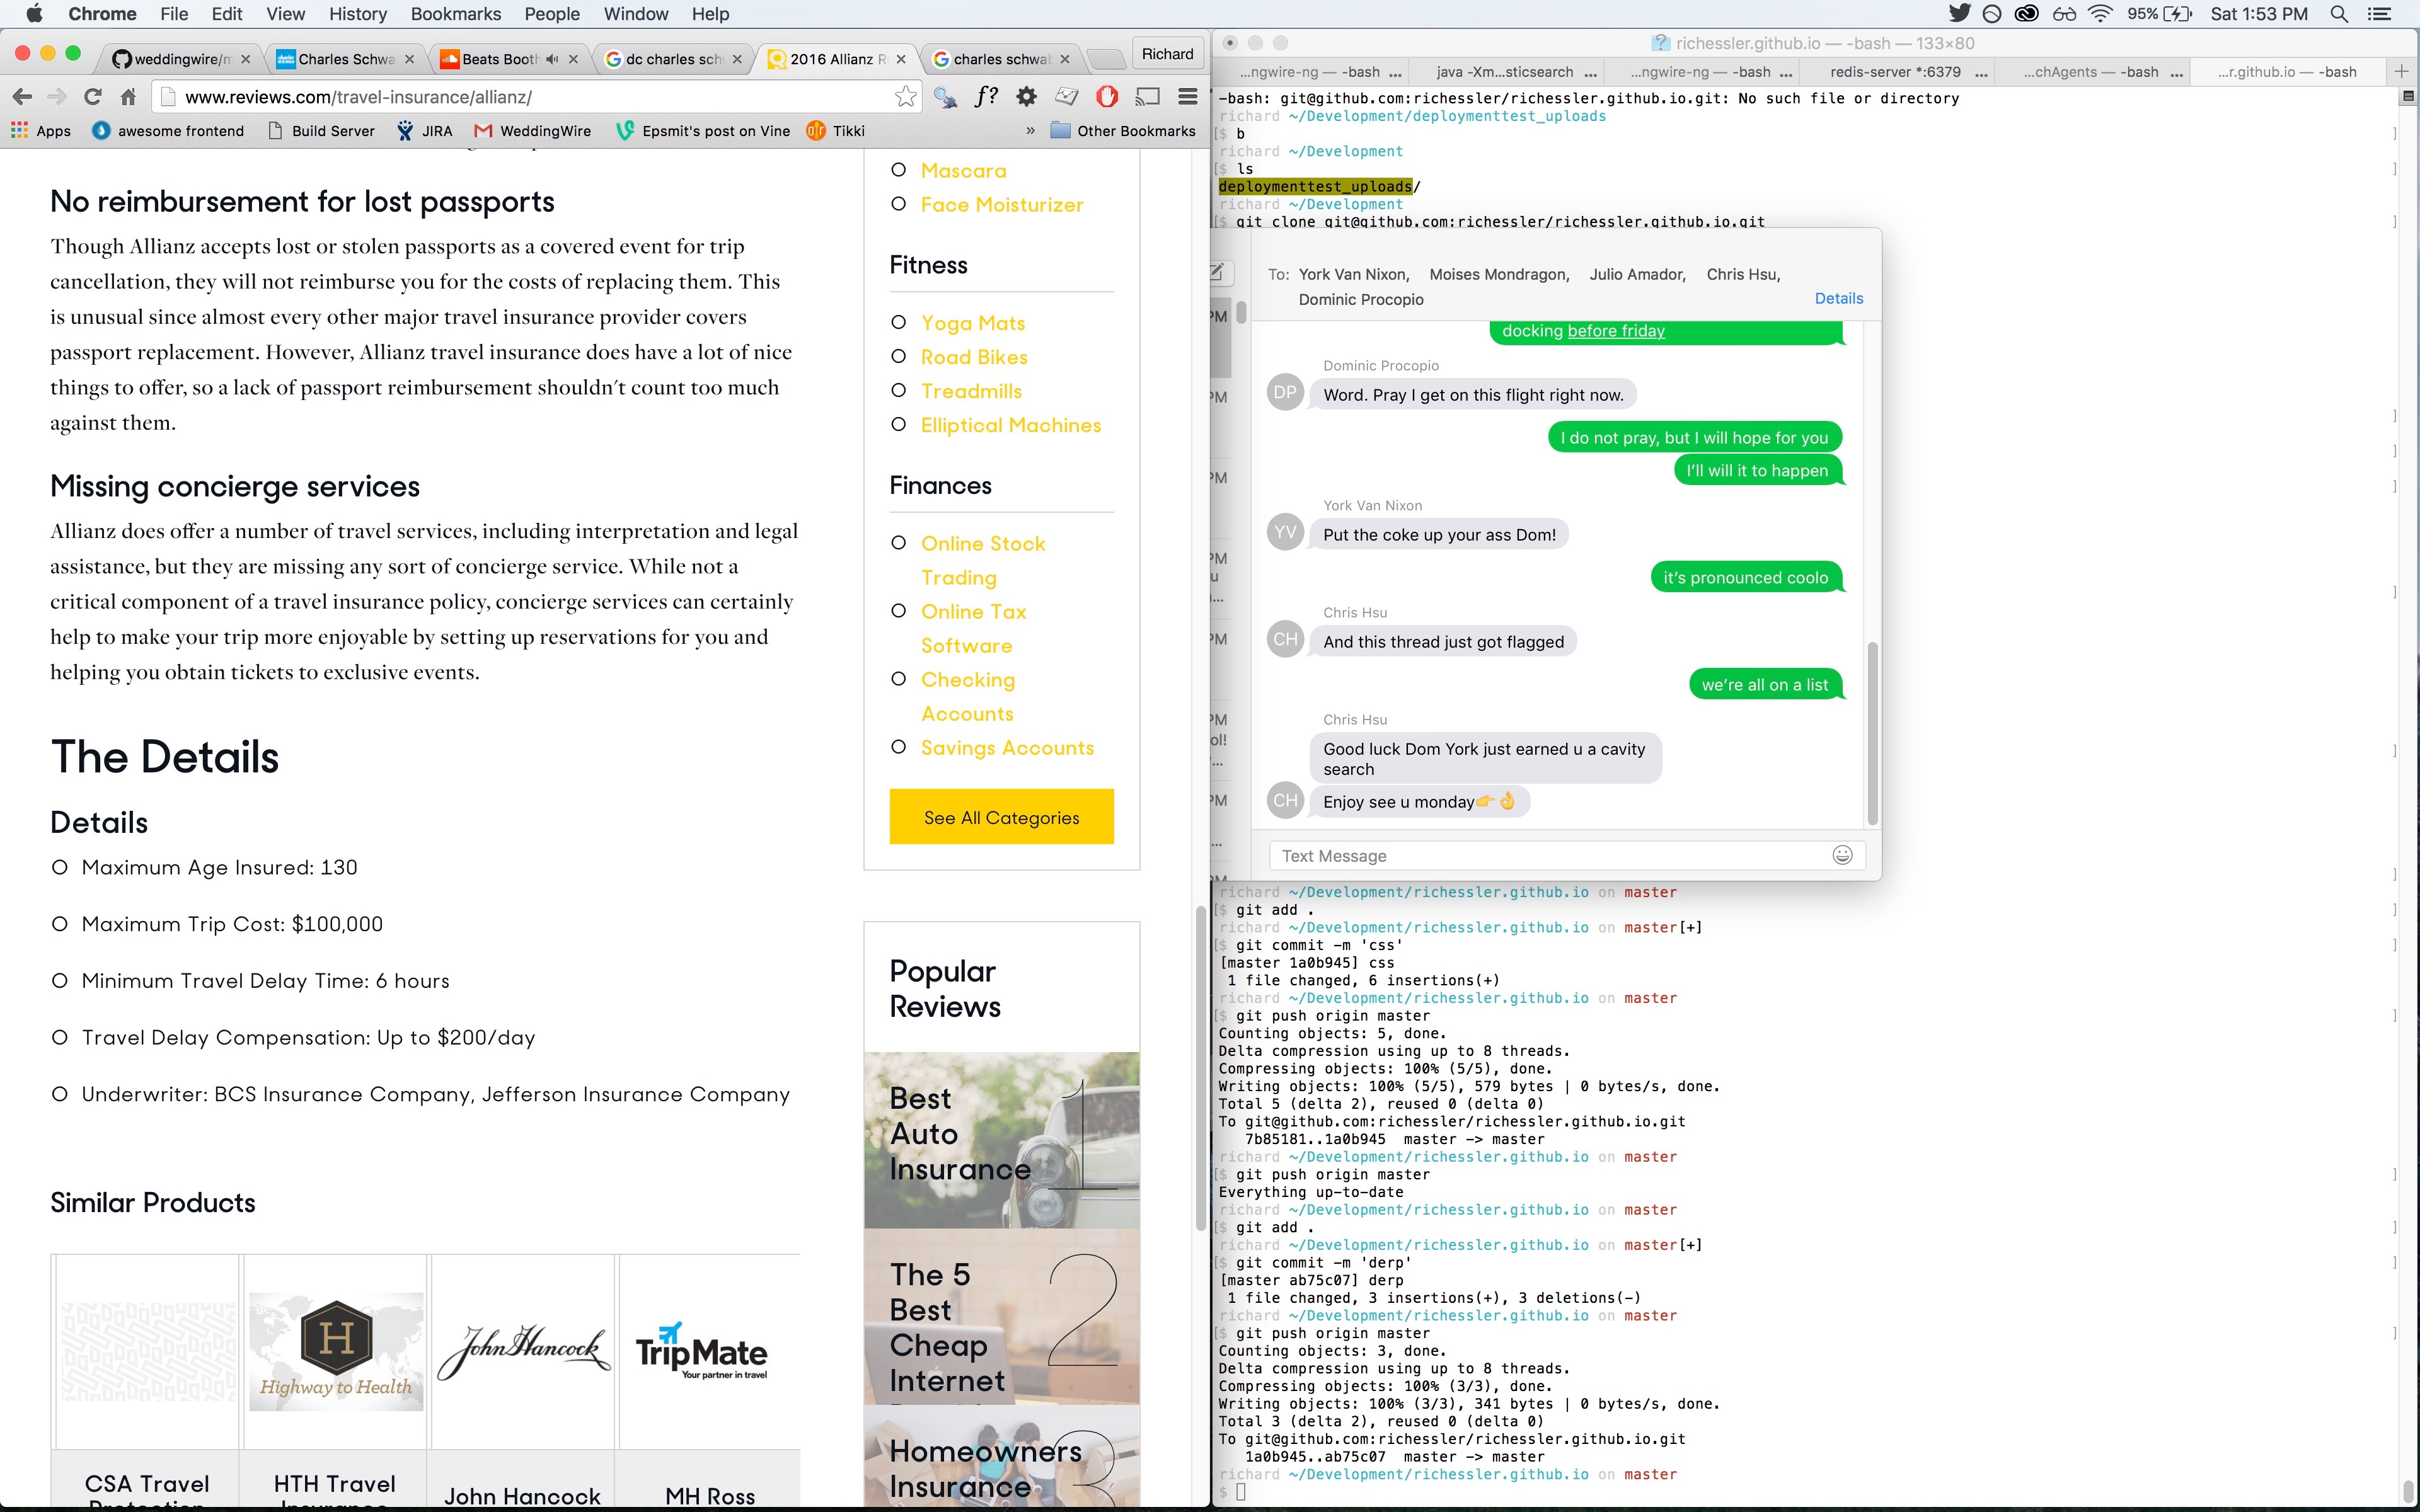 Chrome File Edit View History Bookmarks People Window Help
95% Sat 1:53 PM
weddingwire/m
Charles Schwa
Beats Booth
dc charles sch
2016 Allianz R
charles schwab
Richard
www.reviews.com/travel-insurance/allianz/
f?
Apps awesome frontend Build Server JIRA WeddingWire Epsmit's post on Vine Tikki » Other Bookmarks
No reimbursement for lost passports
Though Allianz accepts lost or stolen passports as a covered event for trip
cancellation, they will not reimburse you for the costs of replacing them. This
is unusual since almost every other major travel insurance provider covers
passport replacement. However, Allianz travel insurance does have a lot of nice
things to offer, so a lack of passport reimbursement shouldn't count too much
against them.
Missing concierge services
Allianz does offer a number of travel services, including interpretation and legal
assistance, but they are missing any sort of concierge service. While not a
critical component of a travel insurance policy, concierge services can certainly
help to make your trip more enjoyable by setting up reservations for you and
helping you obtain tickets to exclusive events.
The Details
Details
Maximum Age Insured: 130
Maximum Trip Cost: $100,000
Minimum Travel Delay Time: 6 hours
Travel Delay Compensation: Up to $200/day
Underwriter: BCS Insurance Company, Jefferson Insurance Company
Similar Products
H
Highway to Health
John Hancock
TripMate
Your partner in travel
CSA Travel
Protection
HTH Travel
Insurance
John Hancock
MH Ross
Mascara
Face Moisturizer
Fitness
Yoga Mats
Road Bikes
Treadmills
Elliptical Machines
Finances
Online Stock
Trading
Online Tax
Software
Checking
Accounts
Savings Accounts
See All Categories
Popular
Reviews
Best
Auto
Insurance
1
The 5
Best
Cheap
Internet
2
Homeowners
Insurance
3
richessler.github.io — -bash — 133×80
...ngwire-ng — -bash ...
java -Xm...sticsearch ...
...ngwire-ng — -bash ...
redis-server *:6379 ...
...chAgents — -bash ...
...r.github.io — -bash
-bash: git@github.com:richessler/richessler.github.io.git: No such file or directory
richard ~/Development/deploymenttest_uploads
[$ b ]
richard ~/Development
[$ ls ]
deploymenttest_uploads/
richard ~/Development
[$ git clone git@github.com:richessler/richessler.github.io.git ]
To: York Van Nixon, Moises Mondragon, Julio Amador, Chris Hsu,
Dominic Procopio
Details
docking before friday
Dominic Procopio
DP
Word. Pray I get on this flight right now.
I do not pray, but I will hope for you
I'll will it to happen
York Van Nixon
YV
Put the coke up your ass Dom!
it's pronounced coolo
Chris Hsu
CH
And this thread just got flagged
we're all on a list
Chris Hsu
Good luck Dom York just earned u a cavity
search
CH
Enjoy see u monday👉👌
Text Message
richard ~/Development/richessler.github.io on master
[$ git add . ]
richard ~/Development/richessler.github.io on master[+]
[$ git commit -m 'css' ]
[master 1a0b945] css
1 file changed, 6 insertions(+)
richard ~/Development/richessler.github.io on master
[$ git push origin master ]
Counting objects: 5, done.
Delta compression using up to 8 threads.
Compressing objects: 100% (5/5), done.
Writing objects: 100% (5/5), 579 bytes | 0 bytes/s, done.
Total 5 (delta 2), reused 0 (delta 0)
To git@github.com:richessler/richessler.github.io.git
7b85181..1a0b945 master -> master
richard ~/Development/richessler.github.io on master
[$ git push origin master ]
Everything up-to-date
richard ~/Development/richessler.github.io on master
[$ git add . ]
richard ~/Development/richessler.github.io on master[+]
[$ git commit -m 'derp' ]
[master ab75c07] derp
1 file changed, 3 insertions(+), 3 deletions(-)
richard ~/Development/richessler.github.io on master
[$ git push origin master ]
Counting objects: 3, done.
Delta compression using up to 8 threads.
Compressing objects: 100% (3/3), done.
Writing objects: 100% (3/3), 341 bytes | 0 bytes/s, done.
Total 3 (delta 2), reused 0 (delta 0)
To git@github.com:richessler/richessler.github.io.git
1a0b945..ab75c07 master -> master
richard ~/Development/richessler.github.io on master
$